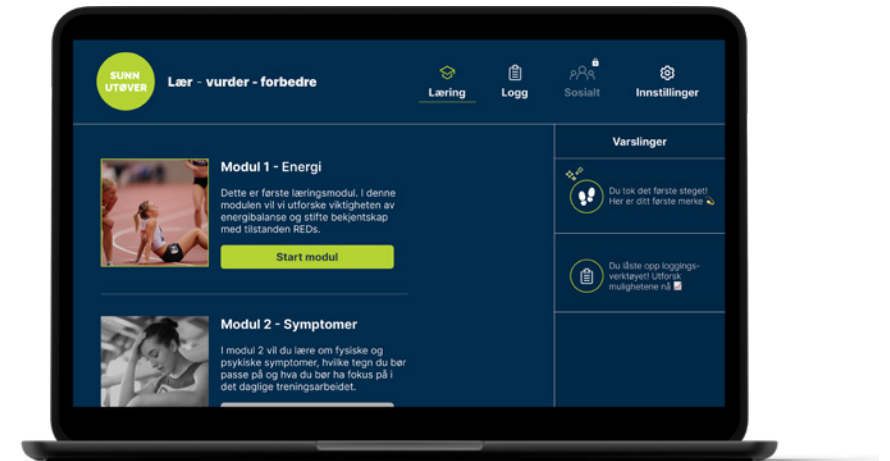 SUNN
UTØVER
Lær - vurder - forbedre
Læring
Logg
Sosialt
Innstillinger
Modul 1 - Energi
Dette er første læringsmodul. I denne
modulen vil vi utforske viktigheten av
energibalanse og stifte bekjentskap
med tilstanden REDs.
Start modul
Modul 2 - Symptomer
I modul 2 vil du lære om fysiske og
psykiske symptomer, hvilke tegn du bør
passe på og hva du bør ha fokus på i
det daglige treningsarbeidet.
Varslinger
Du tok det første steget!
Her er ditt første merke 💫
Du låste opp loggings-
verktøyet! Utforsk
mulighetene nå 📈